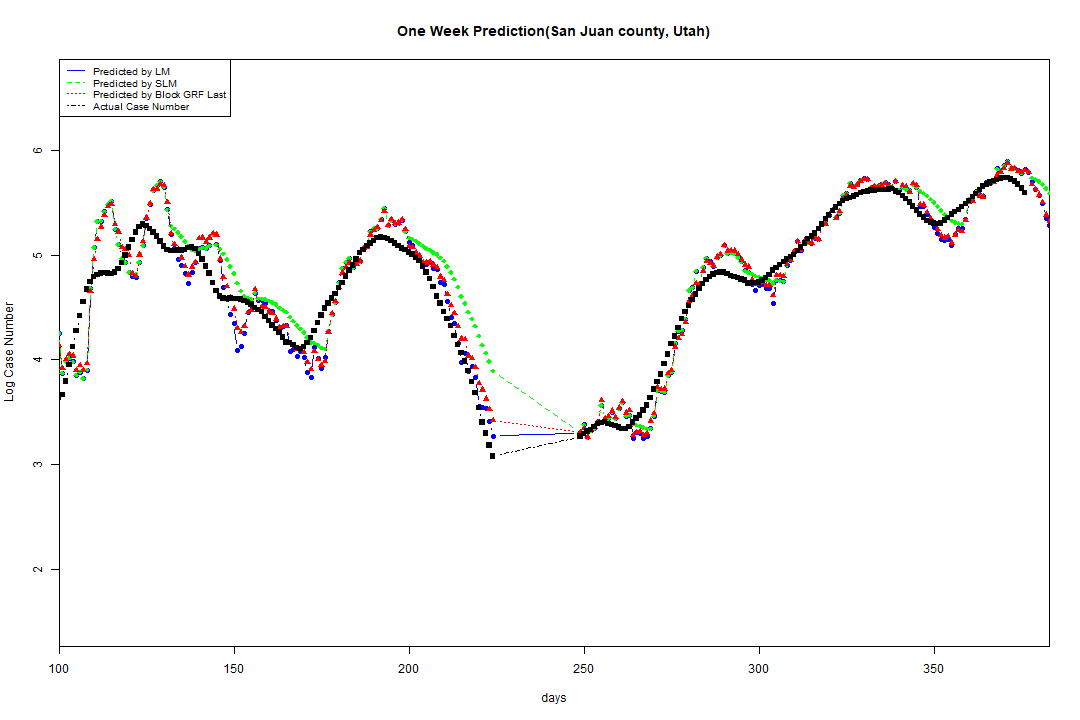 One Week Prediction(San Juan county, Utah)
Predicted by LM
Predicted by SLM
Predicted by Block GRF Last
Actual Case Number
6
5
4
3
2
Log Case Number
100 150 200 250 300 350
days